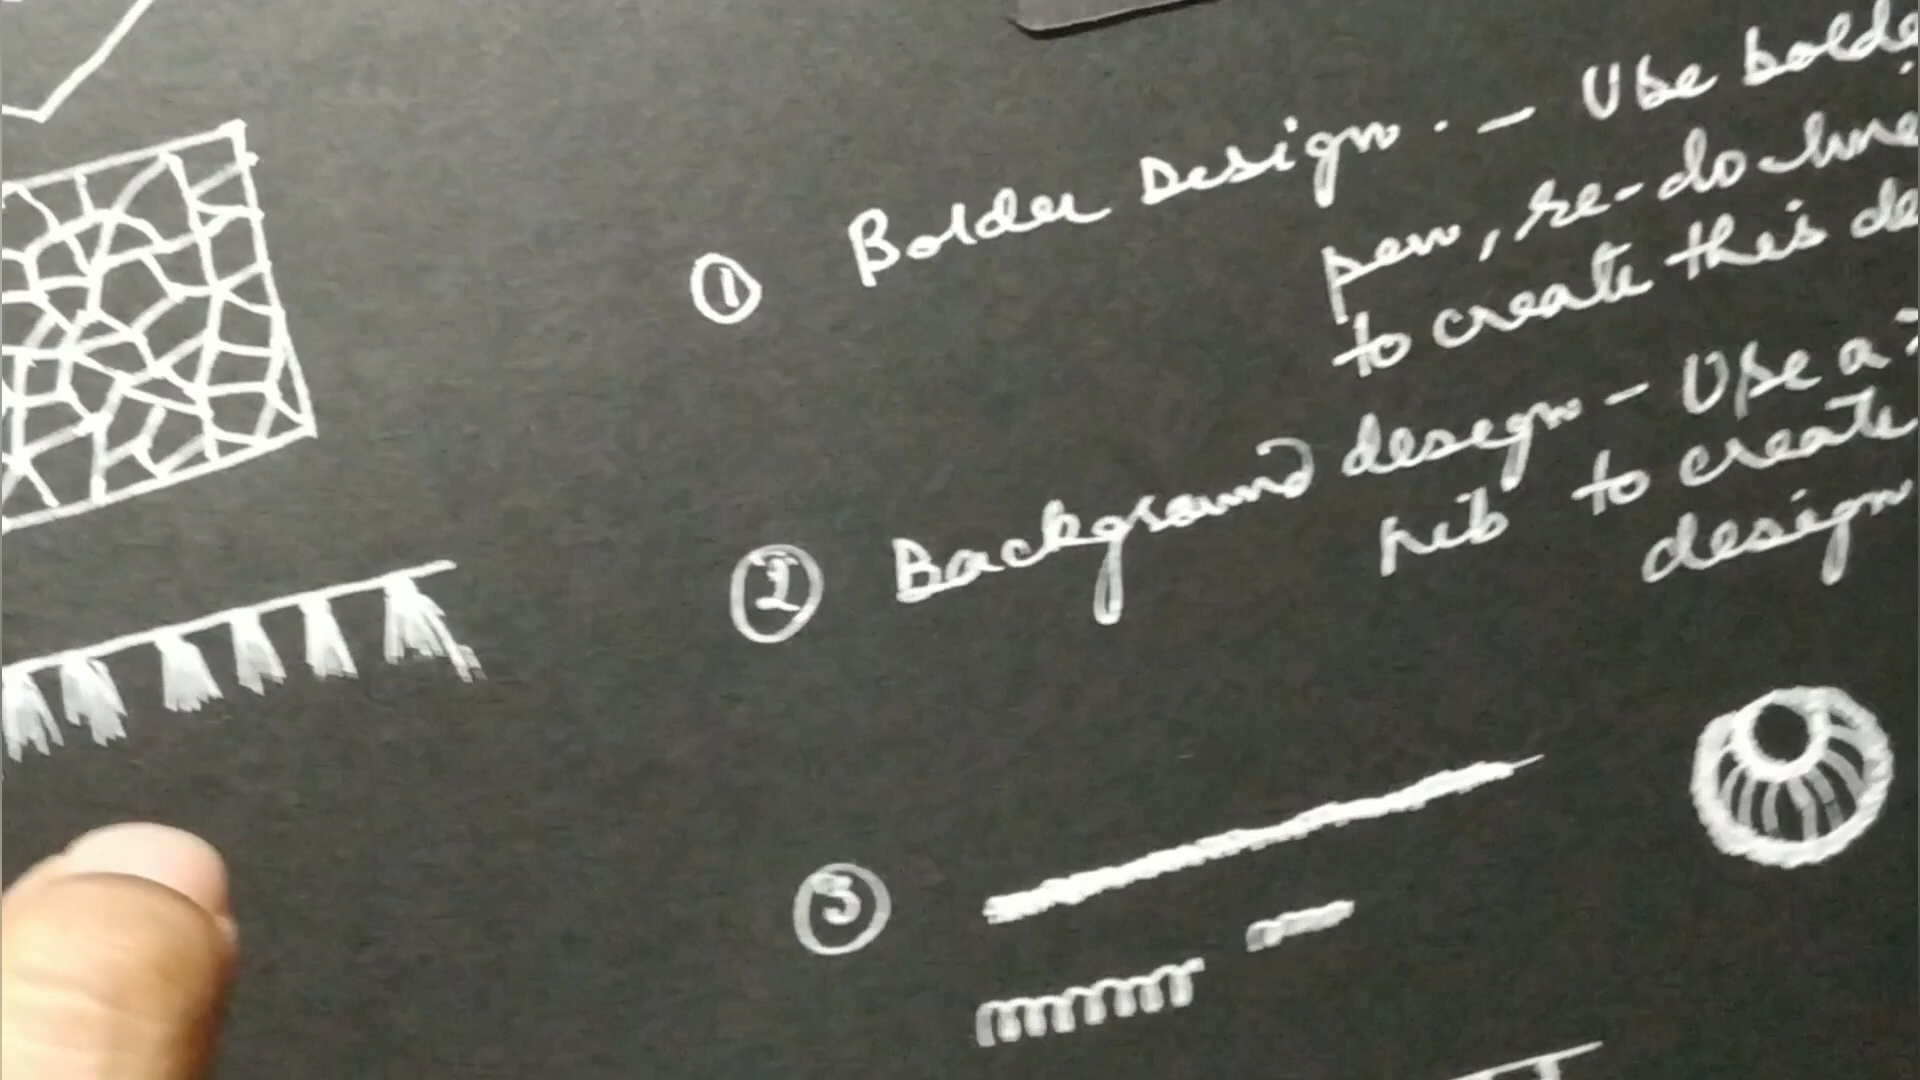 ① Bolder Design. - Use bolde
pen, re-do line
to create this de
② Background design - Use a
nib to create
design
③